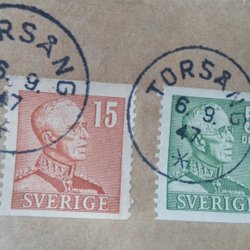 TORSÅNG
6. 9.
47
15
SVERIGE
TORSÅNG
6. 9.
47
SVERIGE